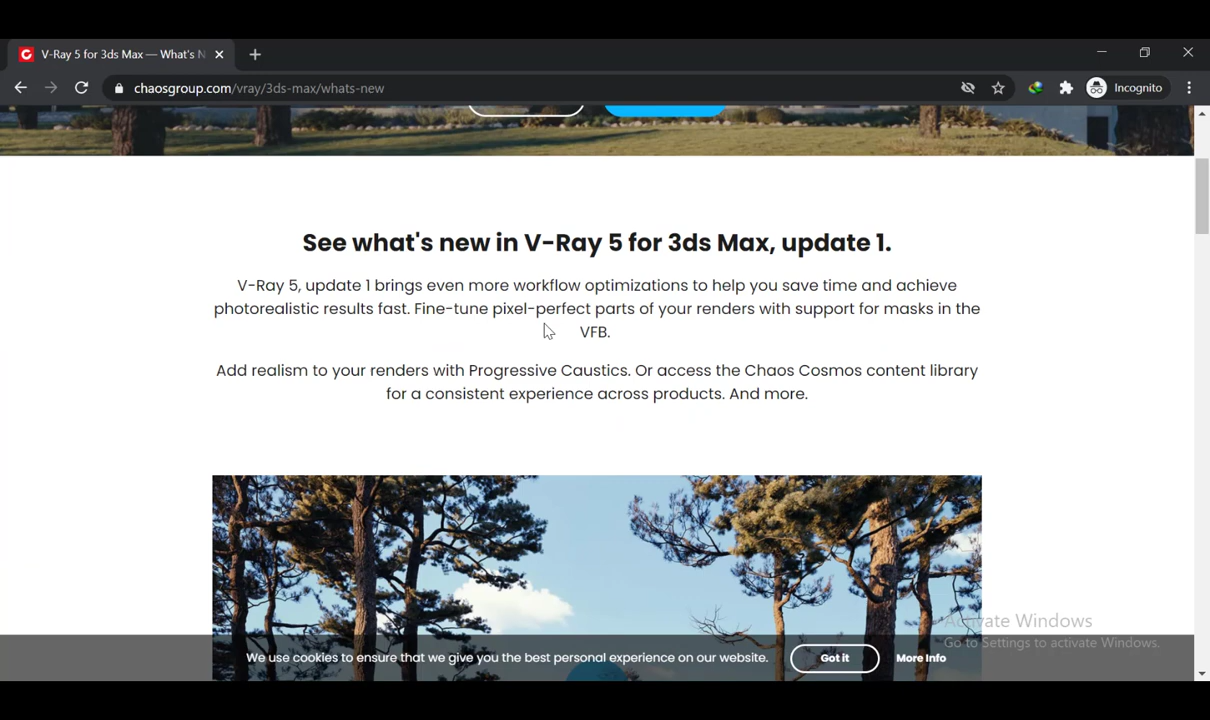 V-Ray 5 for 3ds Max — What's N
chaosgroup.com/vray/3ds-max/whats-new
Incognito
See what's new in V-Ray 5 for 3ds Max, update 1.
V-Ray 5, update 1 brings even more workflow optimizations to help you save time and achieve
photorealistic results fast. Fine-tune pixel-perfect parts of your renders with support for masks in the
VFB.
Add realism to your renders with Progressive Caustics. Or access the Chaos Cosmos content library
for a consistent experience across products. And more.
Activate Windows
Go to Settings to activate Windows.
We use cookies to ensure that we give you the best personal experience on our website.
Got it
More Info